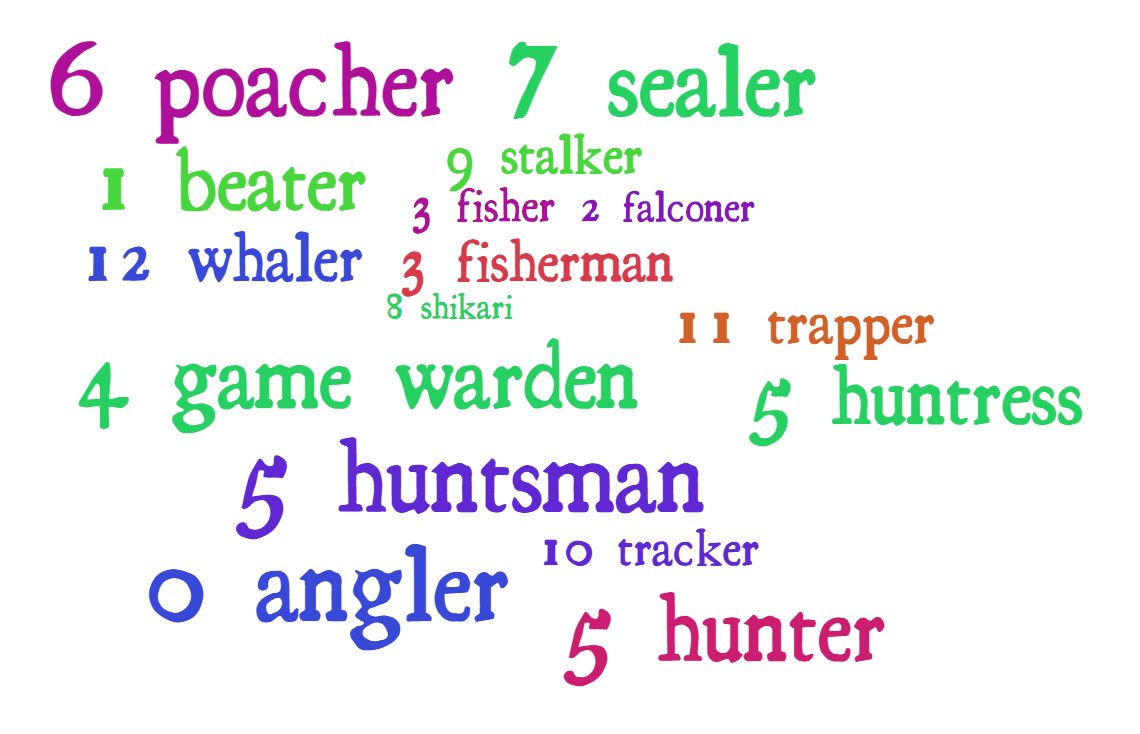 6 poacher
7 sealer
1 beater
9 stalker
3 fisher
2 falconer
12 whaler
3 fisherman
8 shikari
11 trapper
4 game warden
5 huntress
5 huntsman
10 tracker
0 angler
5 hunter